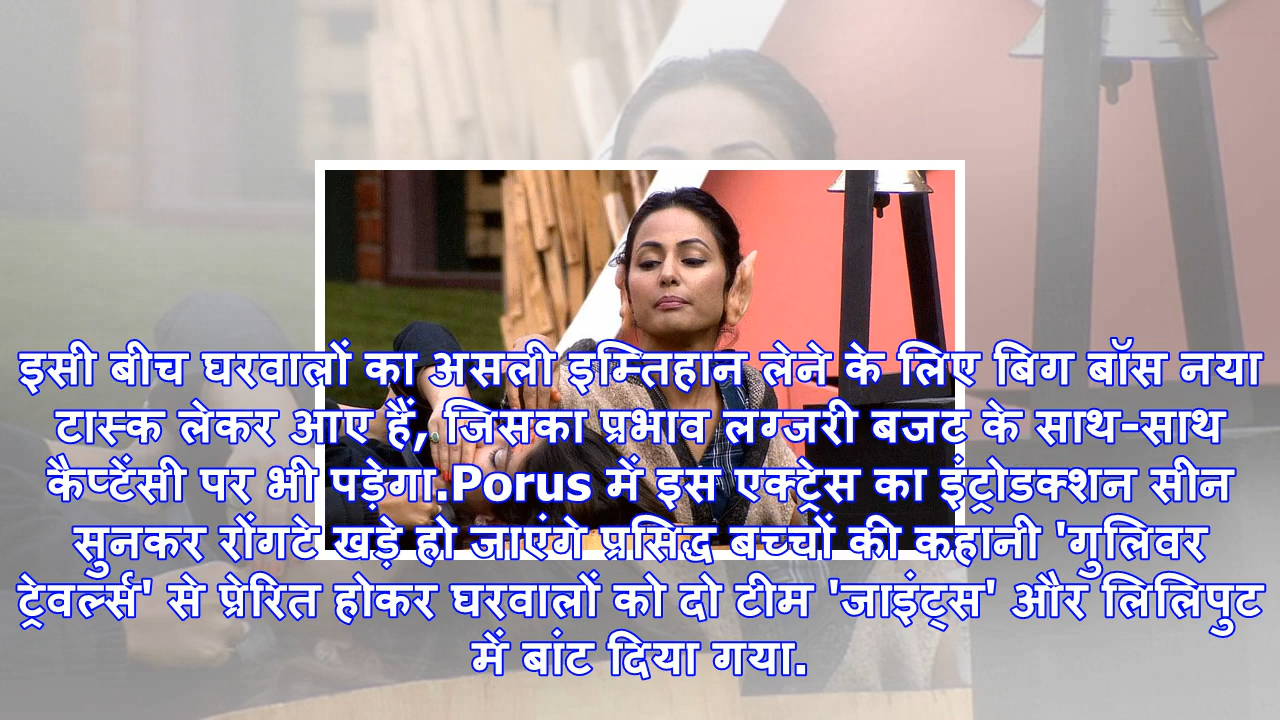 इसी बीच घरवालों का असली इम्तिहान लेने के लिए बिग बॉस नया
टास्क लेकर आए हैं, जिसका प्रभाव लग्जरी बजट के साथ-साथ
कैप्टेंसी पर भी पड़ेगा.Porus में इस एक्ट्रेस का इंट्रोडक्शन सीन
सुनकर रोंगटे खड़े हो जाएंगे प्रसिद्ध बच्चों की कहानी 'गुलिवर
ट्रेवर्ल्स' से प्रेरित होकर घरवालों को दो टीम 'जाइंट्स' और लिलिपुट
में बांट दिया गया.